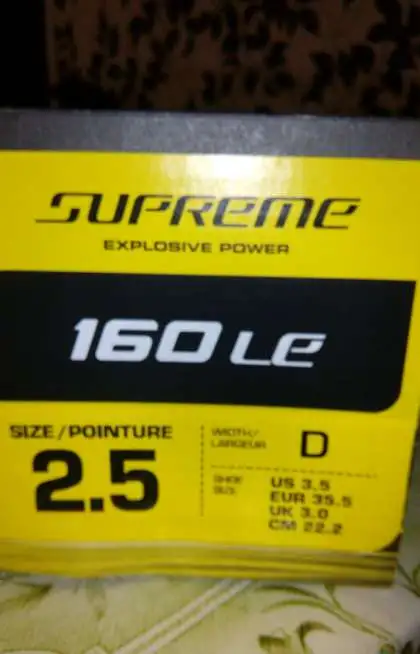 SUPREME
EXPLOSIVE POWER
160 LE
SIZE/POINTURE
2.5
WIDTH/
LARGEUR
D
SHOE
SIZE
US 3.5
EUR 35.5
UK 3.0
CM 22.2